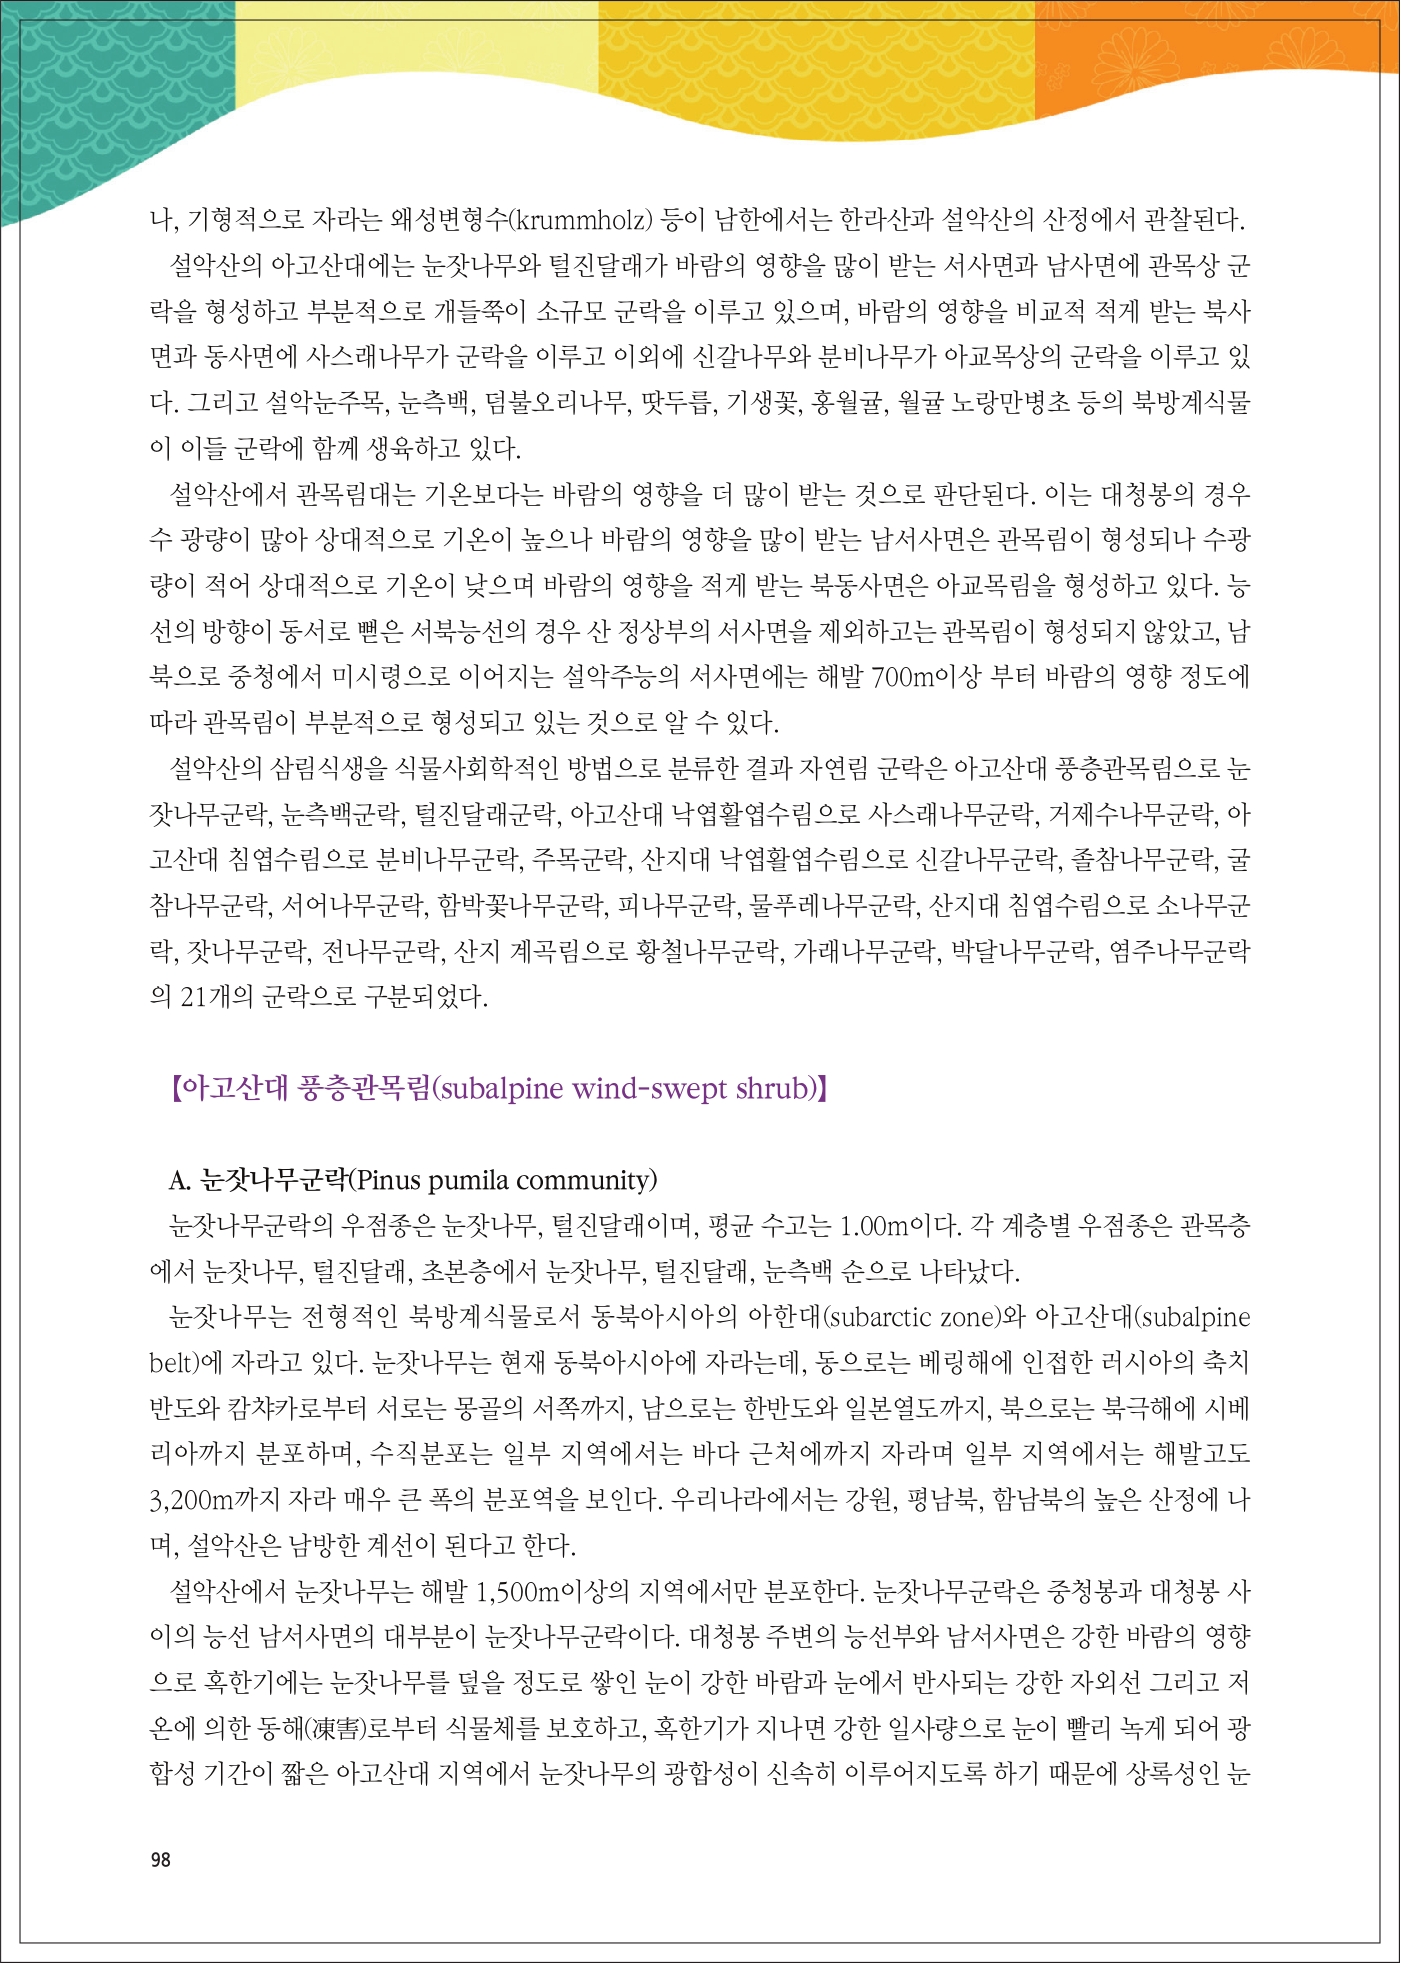 나, 기형적으로 자라는 왜성변형수(krummholz) 등이 남한에서는 한라산과 설악산의 산정에서 관찰된다.
설악산의 아고산대에는 눈잣나무와 털진달래가 바람의 영향을 많이 받는 서사면과 남사면에 관목상 군
락을 형성하고 부분적으로 개들쭉이 소규모 군락을 이루고 있으며, 바람의 영향을 비교적 적게 받는 북사
면과 동사면에 사스래나무가 군락을 이루고 이외에 신갈나무와 분비나무가 아교목상의 군락을 이루고 있
다. 그리고 설악눈주목, 눈측백, 덤불오리나무, 땃두릅, 기생꽃, 홍월귤, 월귤 노랑만병초 등의 북방계식물
이 이들 군락에 함께 생육하고 있다.
설악산에서 관목림대는 기온보다는 바람의 영향을 더 많이 받는 것으로 판단된다. 이는 대청봉의 경우
수 광량이 많아 상대적으로 기온이 높으나 바람의 영향을 많이 받는 남서사면은 관목림이 형성되나 수광
량이 적어 상대적으로 기온이 낮으며 바람의 영향을 적게 받는 북동사면은 아교목림을 형성하고 있다. 능
선의 방향이 동서로 뻗은 서북능선의 경우 산 정상부의 서사면을 제외하고는 관목림이 형성되지 않았고, 남
북으로 중청에서 미시령으로 이어지는 설악주능의 서사면에는 해발 700m이상 부터 바람의 영향 정도에
따라 관목림이 부분적으로 형성되고 있는 것으로 알 수 있다.
설악산의 삼림식생을 식물사회학적인 방법으로 분류한 결과 자연림 군락은 아고산대 풍층관목림으로 눈
잣나무군락, 눈측백군락, 털진달래군락, 아고산대 낙엽활엽수림으로 사스래나무군락, 거제수나무군락, 아
고산대 침엽수림으로 분비나무군락, 주목군락, 산지대 낙엽활엽수림으로 신갈나무군락, 졸참나무군락, 굴
참나무군락, 서어나무군락, 함박꽃나무군락, 피나무군락, 물푸레나무군락, 산지대 침엽수림으로 소나무군
락, 잣나무군락, 전나무군락, 산지 계곡림으로 황철나무군락, 가래나무군락, 박달나무군락, 염주나무군락
의 21개의 군락으로 구분되었다.
【아고산대 풍층관목림(subalpine wind-swept shrub)】
A. 눈잣나무군락(Pinus pumila community)
눈잣나무군락의 우점종은 눈잣나무, 털진달래이며, 평균 수고는 1.00m이다. 각 계층별 우점종은 관목층
에서 눈잣나무, 털진달래, 초본층에서 눈잣나무, 털진달래, 눈측백 순으로 나타났다.
눈잣나무는 전형적인 북방계식물로서 동북아시아의 아한대(subarctic zone)와 아고산대(subalpine
belt)에 자라고 있다. 눈잣나무는 현재 동북아시아에 자라는데, 동으로는 베링해에 인접한 러시아의 축치
반도와 캄챠카로부터 서로는 몽골의 서쪽까지, 남으로는 한반도와 일본열도까지, 북으로는 북극해에 시베
리아까지 분포하며, 수직분포는 일부 지역에서는 바다 근처에까지 자라며 일부 지역에서는 해발고도
3,200m까지 자라 매우 큰 폭의 분포역을 보인다. 우리나라에서는 강원, 평남북, 함남북의 높은 산정에 나
며, 설악산은 남방한 계선이 된다고 한다.
설악산에서 눈잣나무는 해발 1,500m이상의 지역에서만 분포한다. 눈잣나무군락은 중청봉과 대청봉 사
이의 능선 남서사면의 대부분이 눈잣나무군락이다. 대청봉 주변의 능선부와 남서사면은 강한 바람의 영향
으로 혹한기에는 눈잣나무를 덮을 정도로 쌓인 눈이 강한 바람과 눈에서 반사되는 강한 자외선 그리고 저
온에 의한 동해(凍害)로부터 식물체를 보호하고, 혹한기가 지나면 강한 일사량으로 눈이 빨리 녹게 되어 광
합성 기간이 짧은 아고산대 지역에서 눈잣나무의 광합성이 신속히 이루어지도록 하기 때문에 상록성인 눈
98